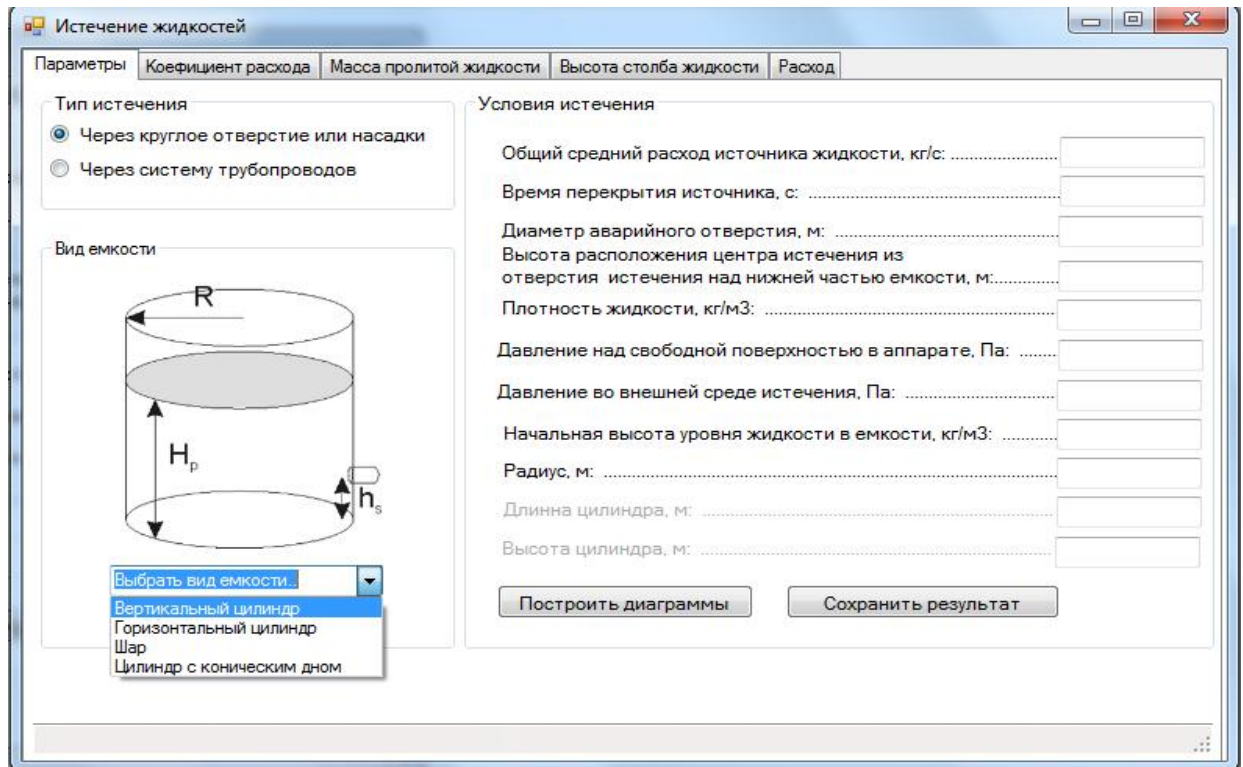 Истечение жидкостей
Параметры Коефициент расхода Масса пролитой жидкости Высота столба жидкости Расход
Тип истечения
Через круглое отверстие или насадки
Через систему трубопроводов
Вид емкости
R
Hp
hs
Выбрать вид емкости..
Вертикальный цилиндр
Горизонтальный цилиндр
Шар
Цилиндр с коническим дном
Условия истечения
Общий средний расход источника жидкости, кг/с: ......................
Время перекрытия источника, с: ....................................................
Диаметр аварийного отверстия, м: ..............................................
Высота расположения центра истечения из
отверстия истечения над нижней частью емкости, м:.............
Плотность жидкости, кг/м3: ............................................................
Давление над свободной поверхностью в аппарате, Па: ........
Давление во внешней среде истечения, Па: ...............................
Начальная высота уровня жидкости в емкости, кг/м3: ...........
Радиус, м: ..............................................................................................
Длинна цилиндра, м: .........................................................................
Высота цилиндра, м: ........................................................................
Построить диаграммы Сохранить результат